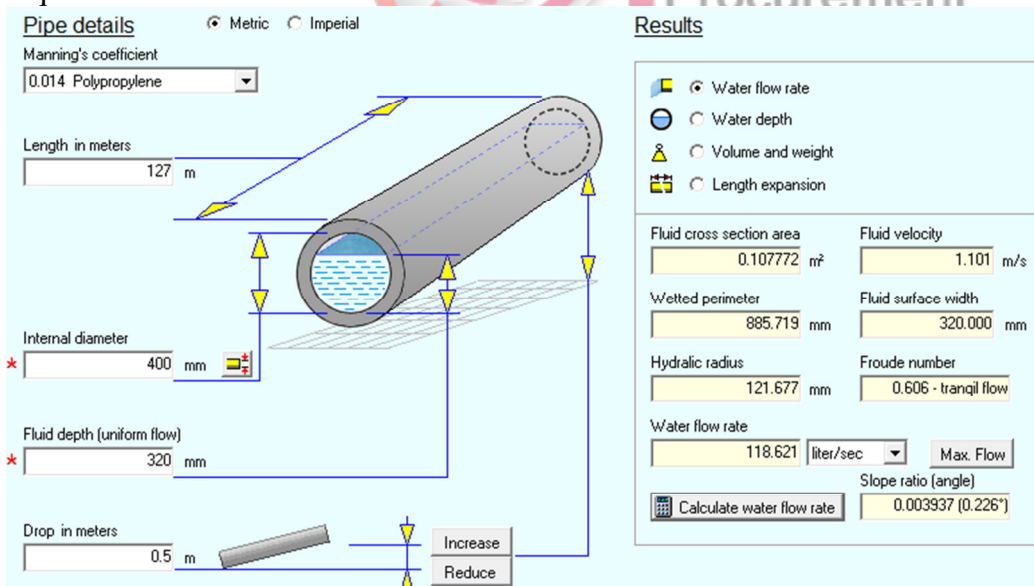 Procurement
Pipe details
Metric
Imperial
Manning's coefficient
0.014 Polypropylene
Length in meters
127 m
Internal diameter
* 400 mm
Fluid depth (uniform flow)
* 320 mm
Drop in meters
0.5 m
Increase
Reduce
Results
Water flow rate
Water depth
Volume and weight
Length expansion
Fluid cross section area
0.107772 m²
Fluid velocity
1.101 m/s
Wetted perimeter
885.719 mm
Fluid surface width
320.000 mm
Hydralic radius
121.677 mm
Froude number
0.606 - tranqil flow
Water flow rate
118.621 liter/sec
Max. Flow
Slope ratio (angle)
Calculate water flow rate
0.003937 (0.226°)